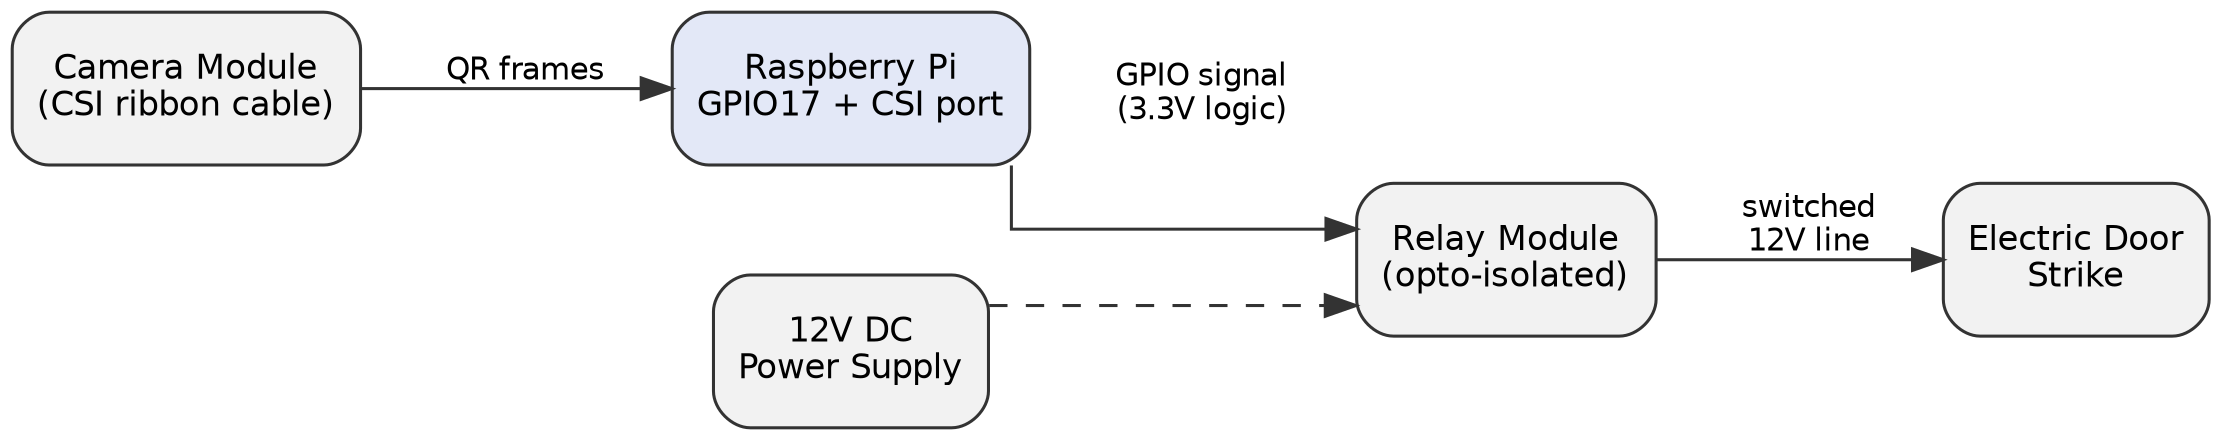 Camera Module
(CSI ribbon cable)
QR frames
Raspberry Pi
GPIO17 + CSI port
GPIO signal
(3.3V logic)
12V DC
Power Supply
Relay Module
(opto-isolated)
switched
12V line
Electric Door
Strike